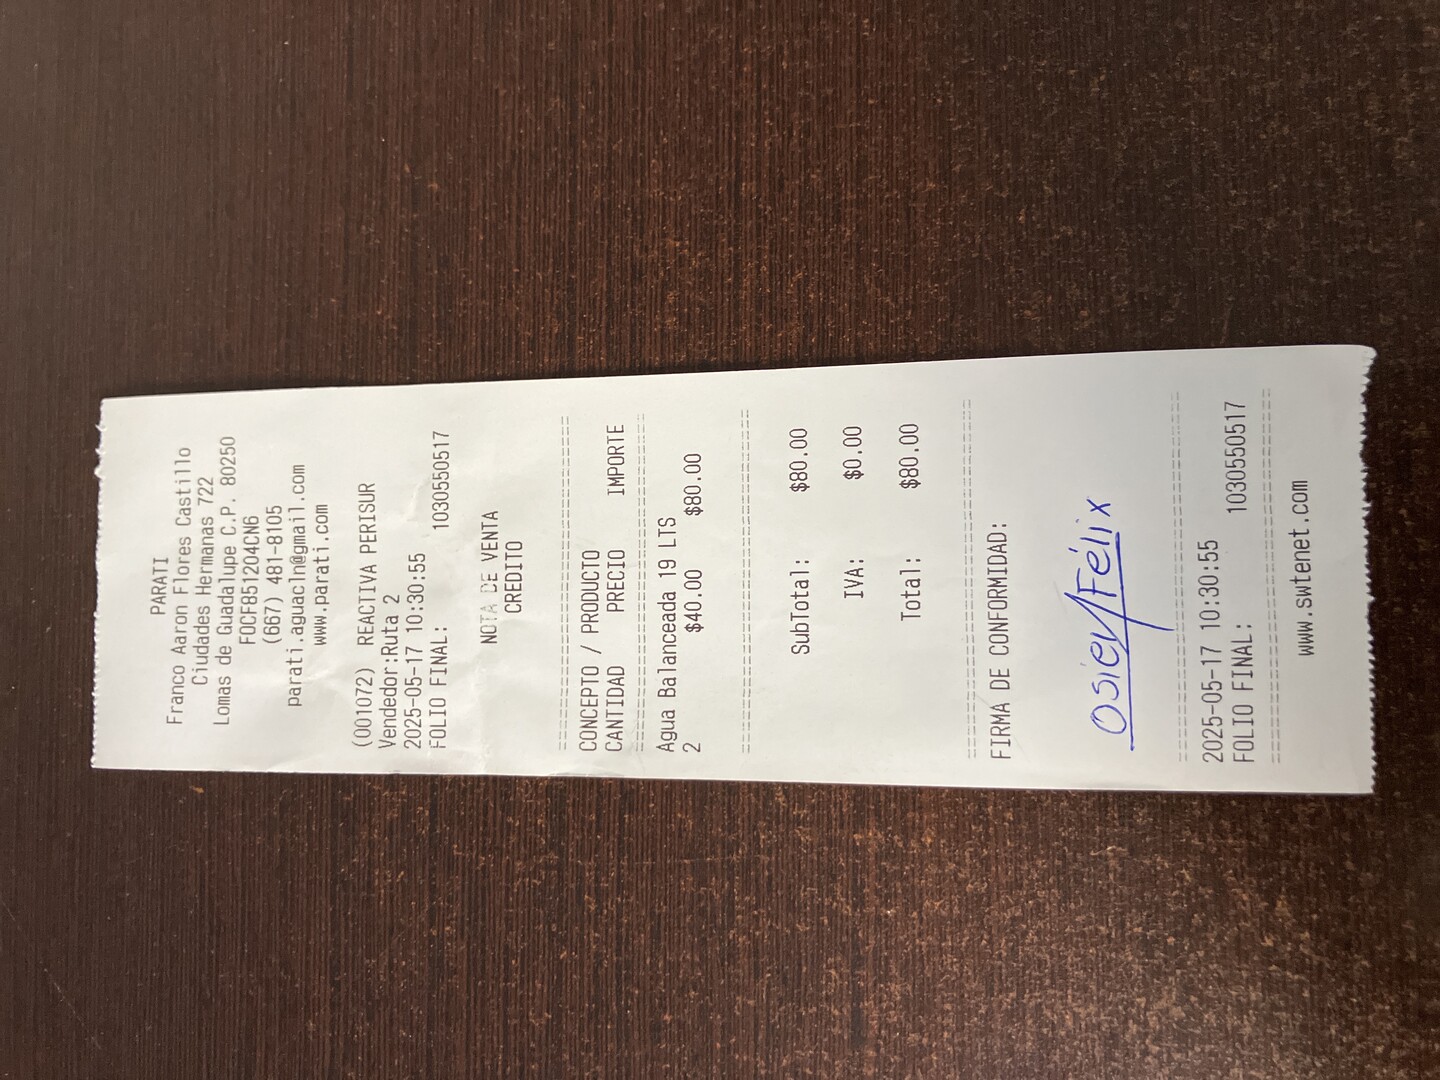 PARATI
Franco Aaron Flores Castillo
Ciudades Hermanas 722
Lomas de Guadalupe C.P. 80250
FOCF851204CN6
(667) 481-8105
parati.aguacln@gmail.com
www.parati.com
(001072) REACTIVA PERISUR
Vendedor:Ruta 2
2025-05-17 10:30:55
FOLIO FINAL: 1030550517
NOTA DE VENTA
CREDITO
CONCEPTO / PRODUCTO
CANTIDAD PRECIO IMPORTE
Agua Balanceada 19 LTS
2 $40.00 $80.00
SubTotal: $80.00
IVA: $0.00
Total: $80.00
FIRMA DE CONFORMIDAD:
Osiely Félix
2025-05-17 10:30:55
FOLIO FINAL: 1030550517
www.swtenet.com